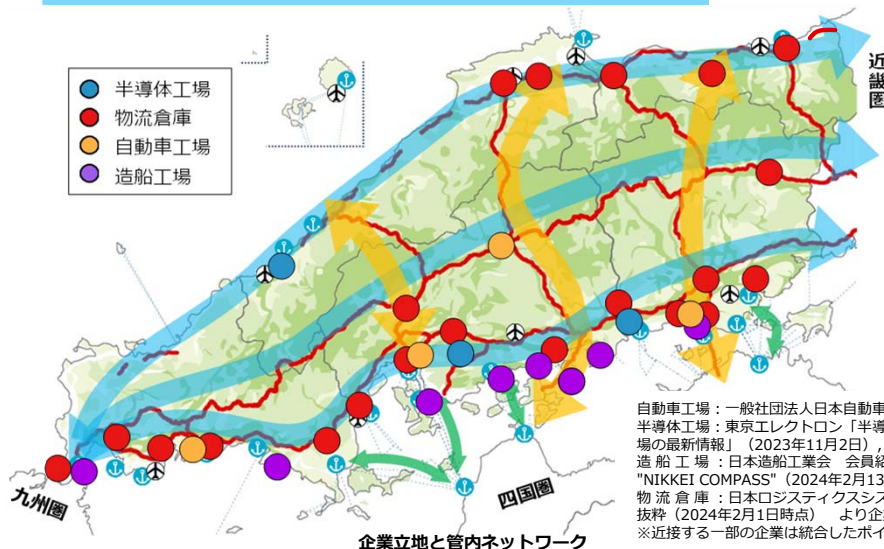 近畿圏
半導体工場
物流倉庫
自動車工場
造船工場
自動車工場：一般社団法人日本自動車
半導体工場：東京エレクトロン「半導
場の最新情報」（2023年11月2日），
造 船 工 場 ：日本造船工業会　会員紹
"NIKKEI COMPASS"（2024年2月13
物 流 倉 庫 ：日本ロジスティクスシス
抜粋（2024年2月1日時点）　より企業
※近接する一部の企業は統合したポイ
九州圏
四国圏
企業立地と管内ネットワーク